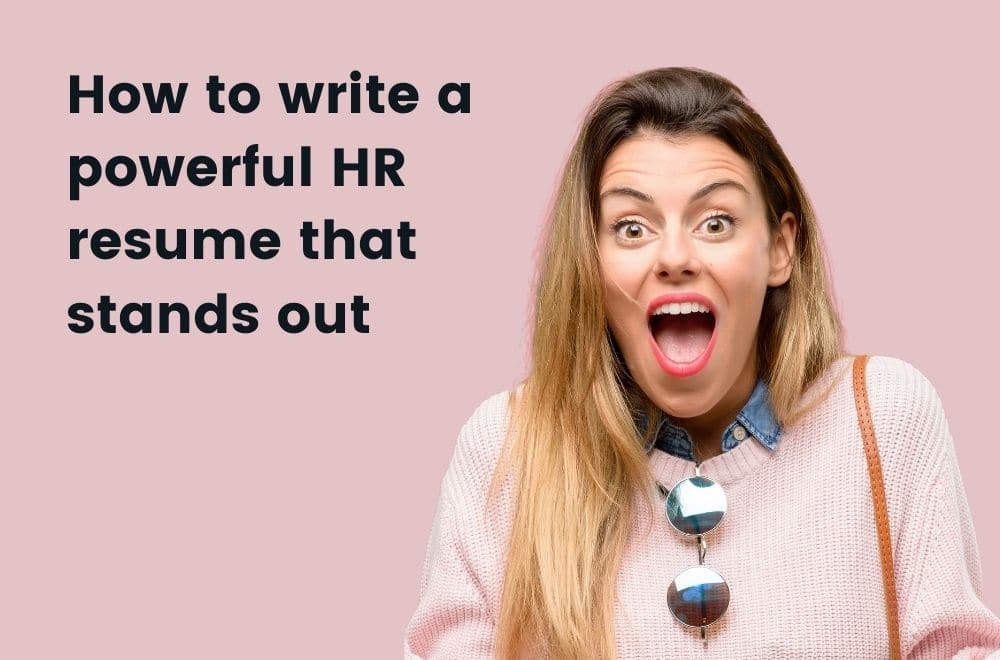 How to write a
powerful HR
resume that
stands out